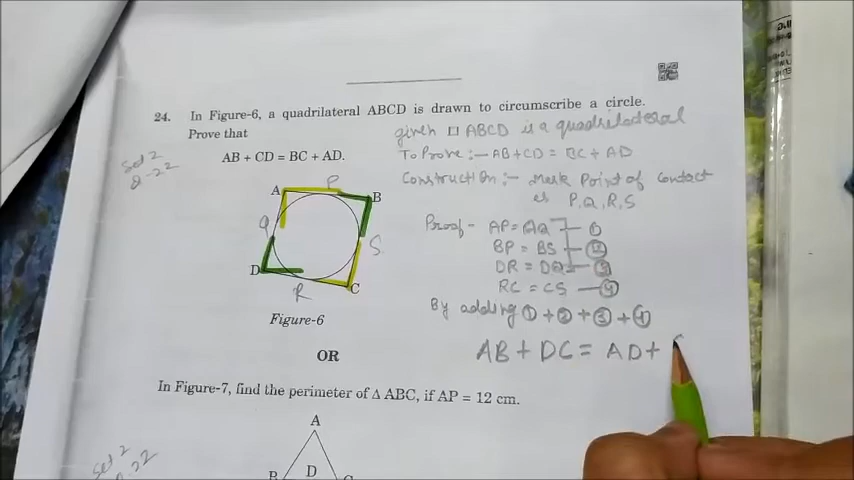 24. In Figure-6, a quadrilateral ABCD is drawn to circumscribe a circle.
Prove that
AB + CD = BC + AD.
given □ ABCD is a quadrilateral
To Prove :- AB + CD = BC + AD
Construction :- Mark Point of contact
as P, Q, R, S
Set 2
Q-22
A P B
Q S
D R C
Figure-6
Proof - AP = AQ — ①
BP = BS — ②
DR = DQ — ③
RC = CS — ④
By adding ① + ② + ③ + ④
AB + DC = AD +
OR
In Figure-7, find the perimeter of Δ ABC, if AP = 12 cm.
Set 2
Q-22
A
B D C